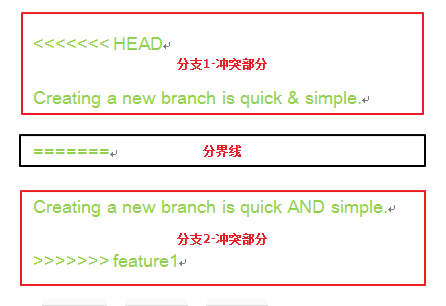 <<<<<<< HEAD↵
分支1-冲突部分
Creating a new branch is quick & simple.↵
=======↵ 分界线
Creating a new branch is quick AND simple.↵
分支2-冲突部分
>>>>>>> feature1↵